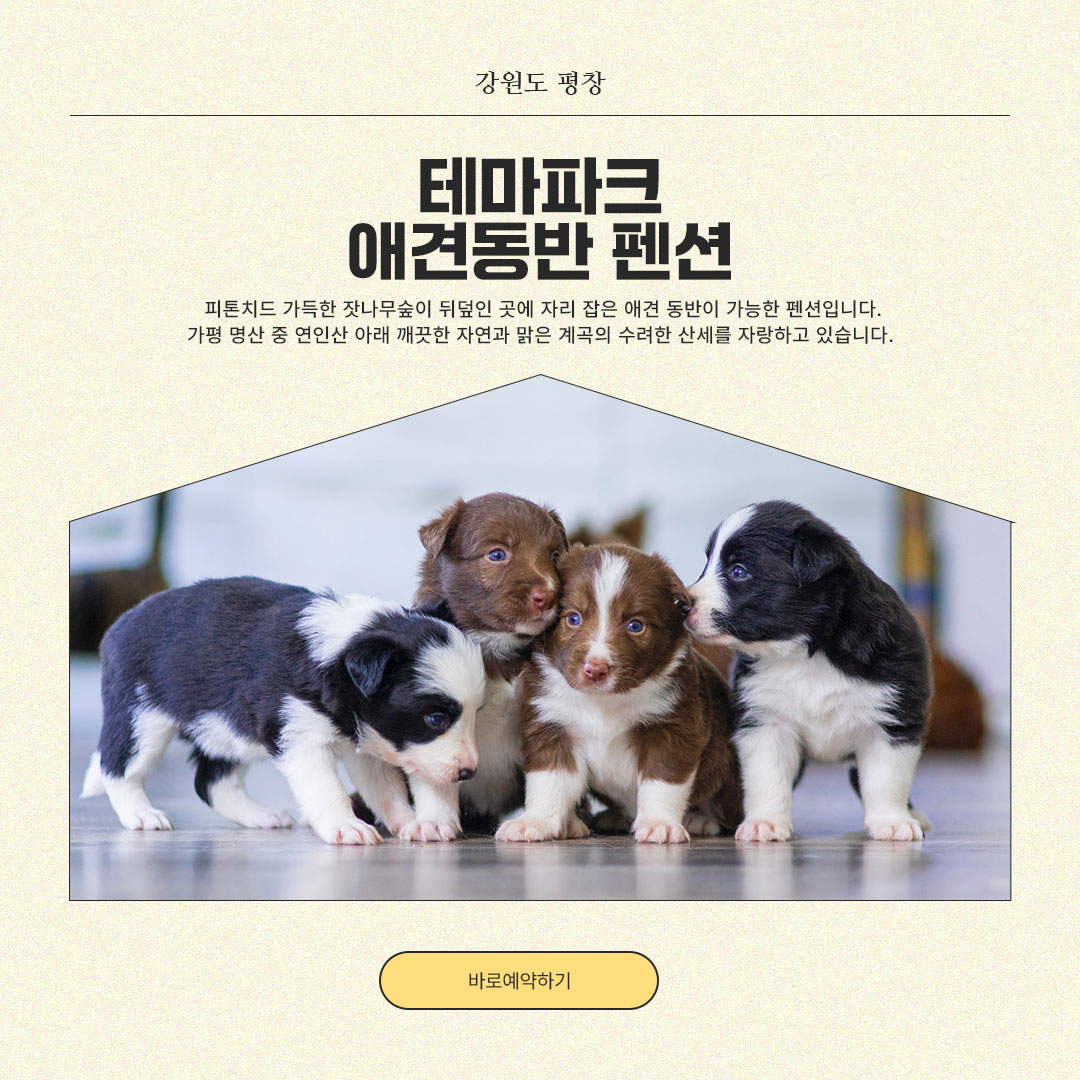 강원도 평창
테마파크
애견동반 펜션
피톤치드 가득한 잣나무숲이 뒤덮인 곳에 자리 잡은 애견 동반이 가능한 펜션입니다.
가평 명산 중 연인산 아래 깨끗한 자연과 맑은 계곡의 수려한 산세를 자랑하고 있습니다.
바로예약하기